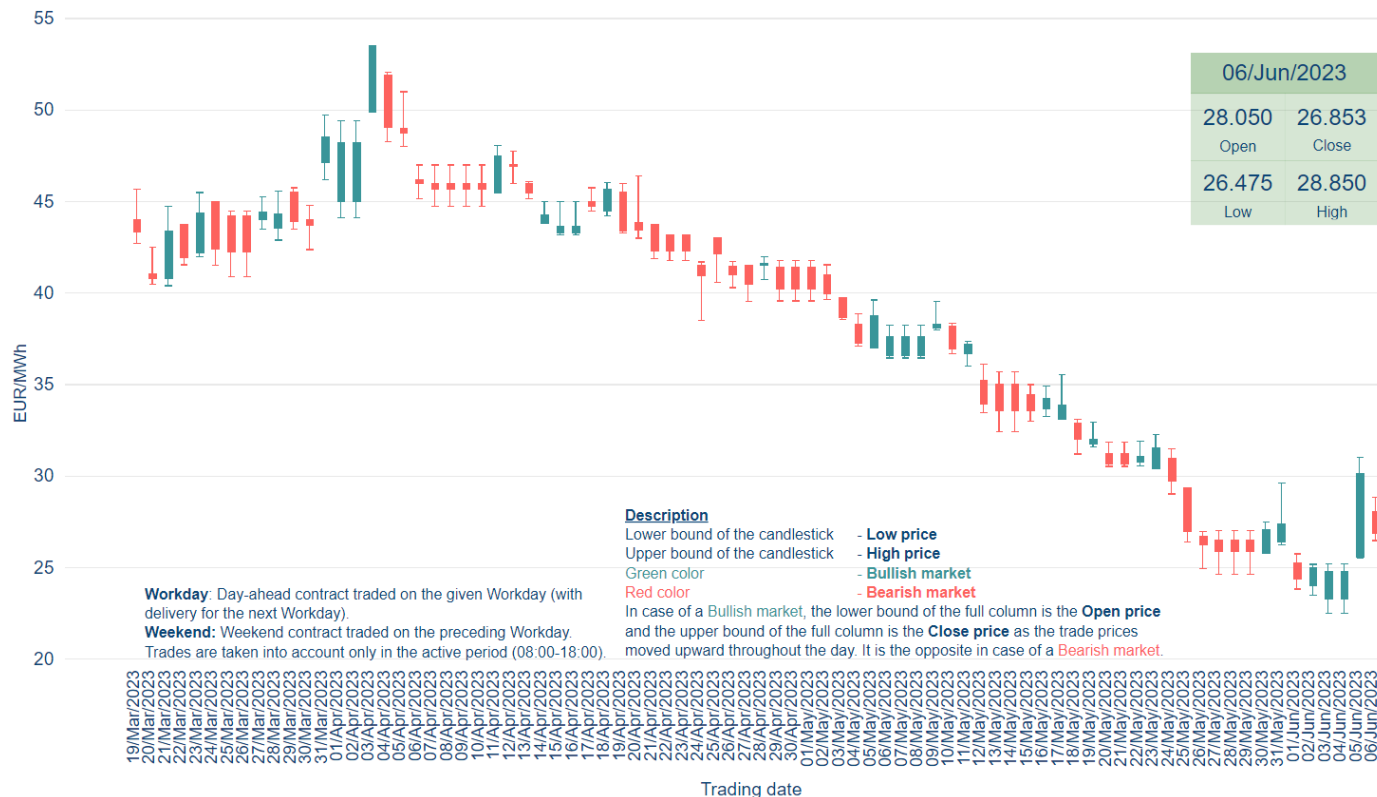 55
50
45
40
35
30
25
20
EUR/MWh
06/Jun/2023
28.050 26.853
Open Close
26.475 28.850
Low High
Description
Lower bound of the candlestick - Low price
Upper bound of the candlestick - High price
Green color - Bullish market
Red color - Bearish market
In case of a Bullish market, the lower bound of the full column is the Open price
and the upper bound of the full column is the Close price as the trade prices
moved upward throughout the day. It is the opposite in case of a Bearish market.
Workday: Day-ahead contract traded on the given Workday (with
delivery for the next Workday).
Weekend: Weekend contract traded on the preceding Workday.
Trades are taken into account only in the active period (08:00-18:00).
19/Mar/2023
20/Mar/2023
21/Mar/2023
22/Mar/2023
23/Mar/2023
24/Mar/2023
25/Mar/2023
26/Mar/2023
27/Mar/2023
28/Mar/2023
29/Mar/2023
30/Mar/2023
31/Mar/2023
01/Apr/2023
02/Apr/2023
03/Apr/2023
04/Apr/2023
05/Apr/2023
06/Apr/2023
07/Apr/2023
08/Apr/2023
09/Apr/2023
10/Apr/2023
11/Apr/2023
12/Apr/2023
13/Apr/2023
14/Apr/2023
15/Apr/2023
16/Apr/2023
17/Apr/2023
18/Apr/2023
19/Apr/2023
20/Apr/2023
21/Apr/2023
22/Apr/2023
23/Apr/2023
24/Apr/2023
25/Apr/2023
26/Apr/2023
27/Apr/2023
28/Apr/2023
29/Apr/2023
30/Apr/2023
01/May/2023
02/May/2023
03/May/2023
04/May/2023
05/May/2023
06/May/2023
07/May/2023
08/May/2023
09/May/2023
10/May/2023
11/May/2023
12/May/2023
13/May/2023
14/May/2023
15/May/2023
16/May/2023
17/May/2023
18/May/2023
19/May/2023
20/May/2023
21/May/2023
22/May/2023
23/May/2023
24/May/2023
25/May/2023
26/May/2023
27/May/2023
28/May/2023
29/May/2023
30/May/2023
31/May/2023
01/Jun/2023
02/Jun/2023
03/Jun/2023
04/Jun/2023
05/Jun/2023
06/Jun/2023
Trading date